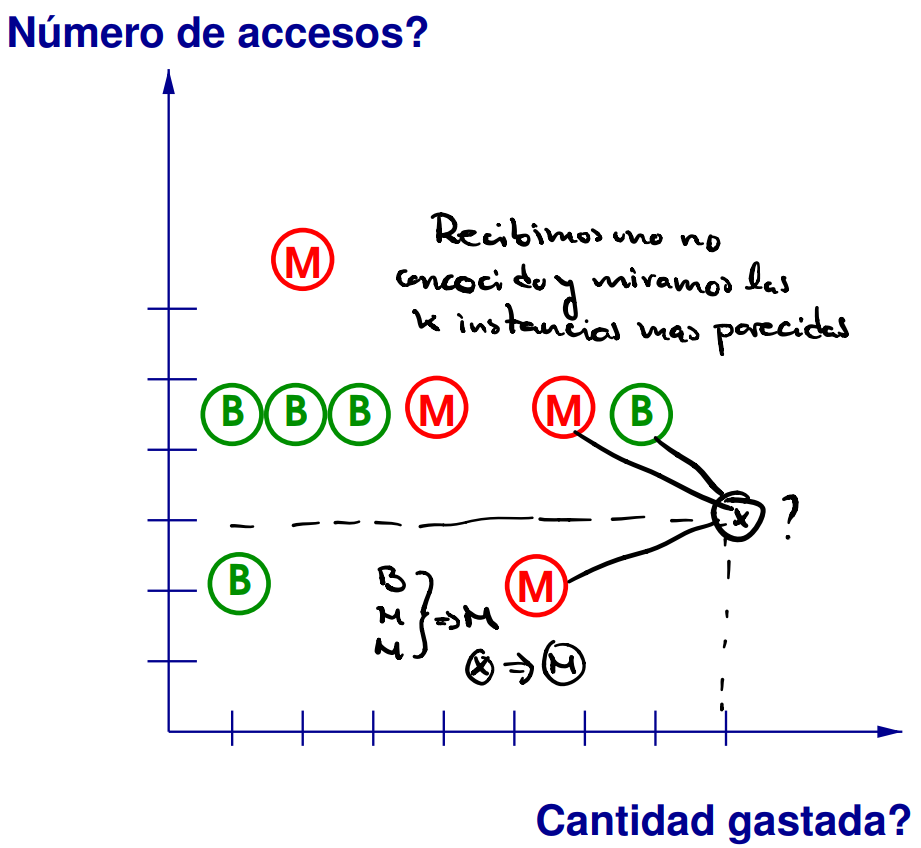 Número de accesos?
M
Recibimos uno no
concocido y miramos las
k instancias mas parecidas
B B B M M B
X ?
B
M
B
M
M
} ⇒ M
X ⇒ M
Cantidad gastada?